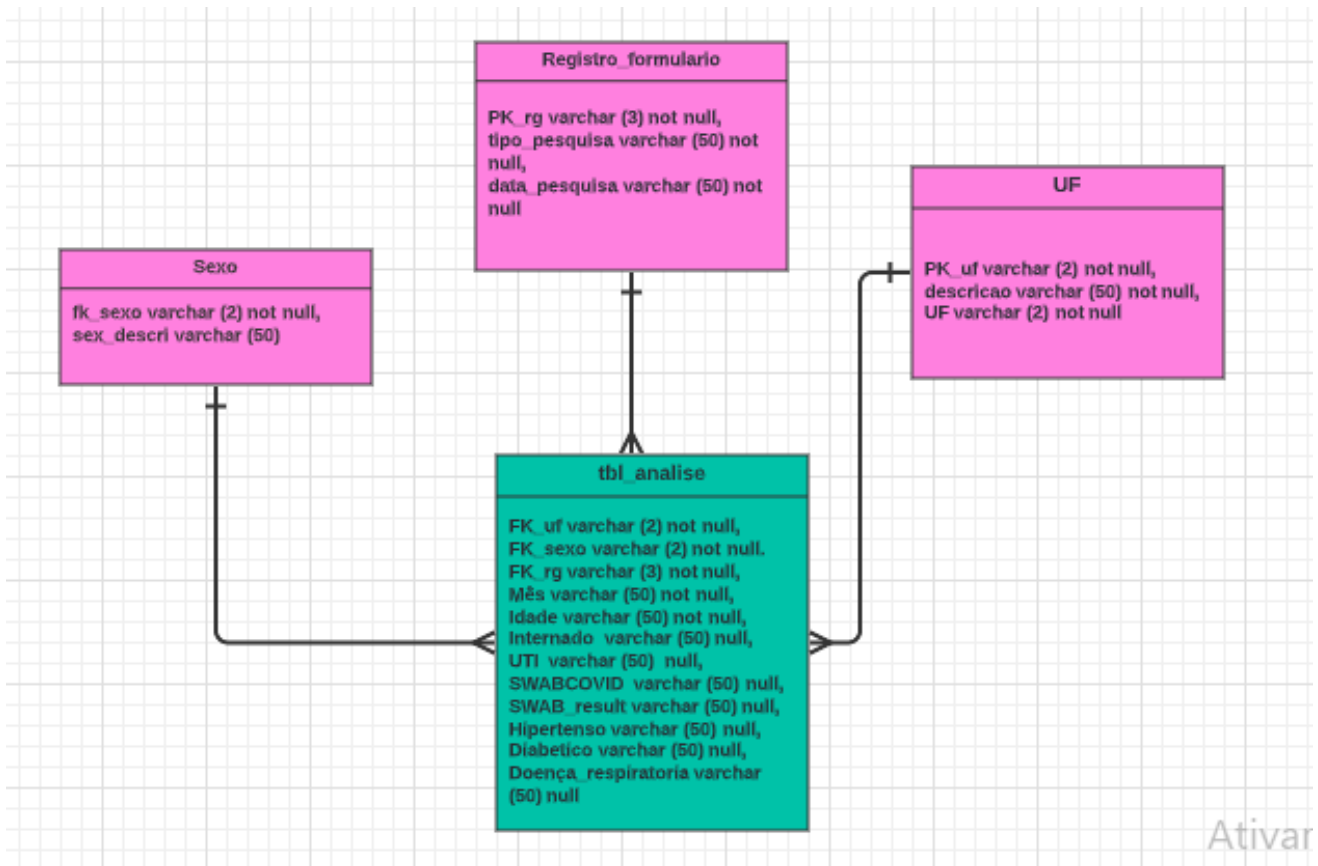 Registro_formulario
PK_rg varchar (3) not null,
tipo_pesquisa varchar (50) not
null,
data_pesquisa varchar (50) not
null
UF
PK_uf varchar (2) not null,
descricao varchar (50) not null,
UF varchar (2) not null
Sexo
fk_sexo varchar (2) not null,
sex_descri varchar (50)
tbl_analise
FK_uf varchar (2) not null,
FK_sexo varchar (2) not null.
FK_rg varchar (3) not null,
Mês varchar (50) not null,
Idade varchar (50) not null,
Internado varchar (50) null,
UTI varchar (50) null,
SWABCOVID varchar (50) null,
SWAB_result varchar (50) null,
Hipertenso varchar (50) null,
Diabetico varchar (50) null,
Doença_respiratoria varchar
(50) null
Ativar